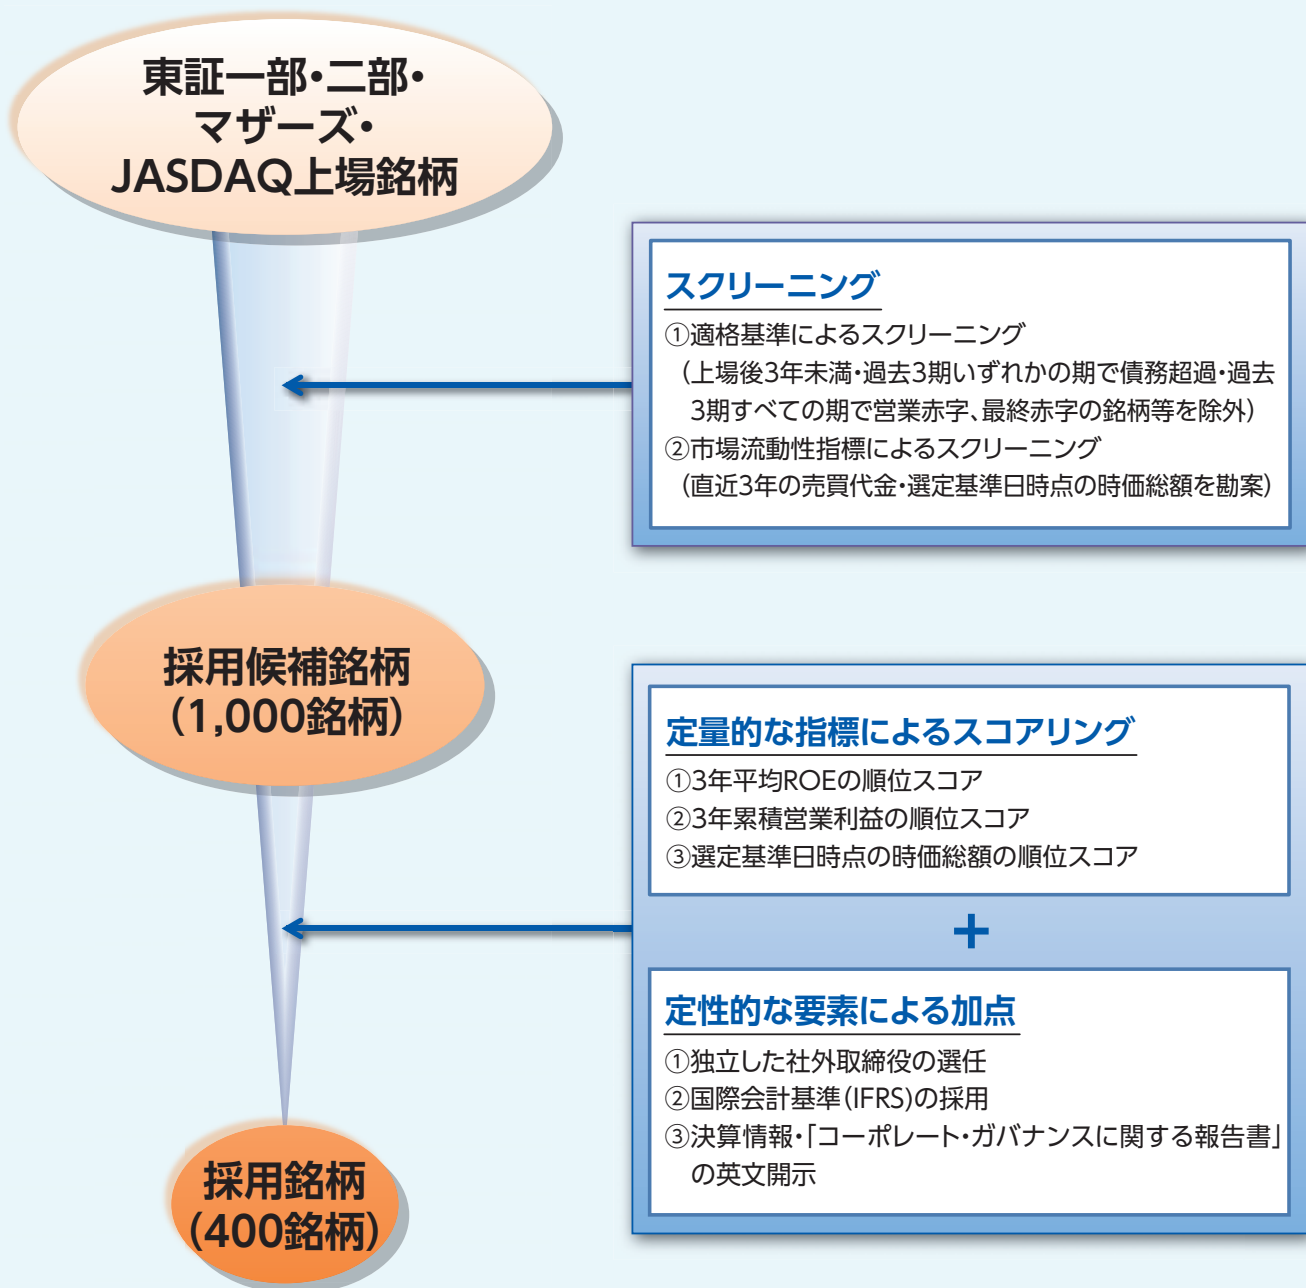 東証一部・二部・
マザーズ・
JASDAQ上場銘柄
スクリーニング
①適格基準によるスクリーニング
（上場後3年未満・過去3期いずれかの期で債務超過・過去
3期すべての期で営業赤字、最終赤字の銘柄等を除外）
②市場流動性指標によるスクリーニング
（直近3年の売買代金・選定基準日時点の時価総額を勘案）
採用候補銘柄
（1,000銘柄）
定量的な指標によるスコアリング
①3年平均ROEの順位スコア
②3年累積営業利益の順位スコア
③選定基準日時点の時価総額の順位スコア
+
定性的な要素による加点
①独立した社外取締役の選任
②国際会計基準（IFRS)の採用
③決算情報・「コーポレート・ガバナンスに関する報告書」
の英文開示
採用銘柄
（400銘柄）